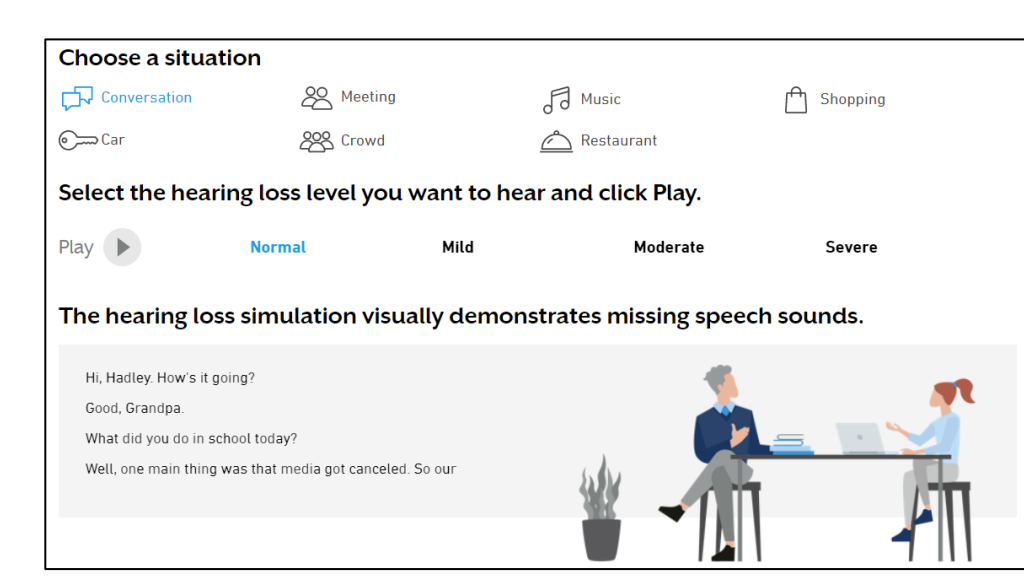 Choose a situation
Conversation Meeting Music Shopping
Car Crowd Restaurant
Select the hearing loss level you want to hear and click Play.
Play Normal Mild Moderate Severe
The hearing loss simulation visually demonstrates missing speech sounds.
Hi, Hadley. How's it going?
Good, Grandpa.
What did you do in school today?
Well, one main thing was that media got canceled. So our